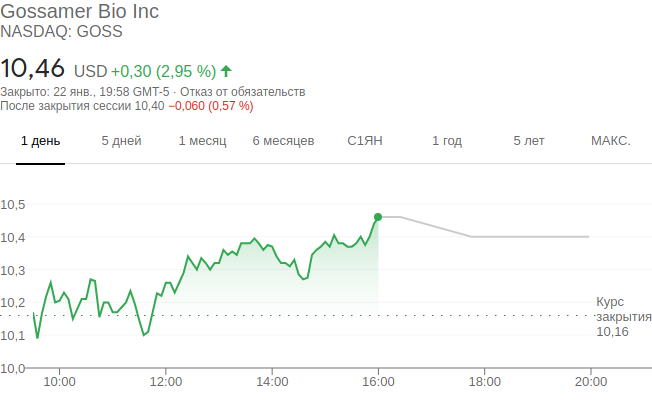 Gossamer Bio Inc
NASDAQ: GOSS
10,46 USD +0,30 (2,95 %)
Закрыто: 22 янв., 19:58 GMT-5 · Отказ от обязательств
После закрытия сессии 10,40 −0,060 (0,57 %)
1 день 5 дней 1 месяц 6 месяцев С1ЯН 1 год 5 лет МАКС.
10,5
10,4
10,3
10,2
10,1
10,0
Курс
закрытия
10,16
10:00 12:00 14:00 16:00 18:00 20:00